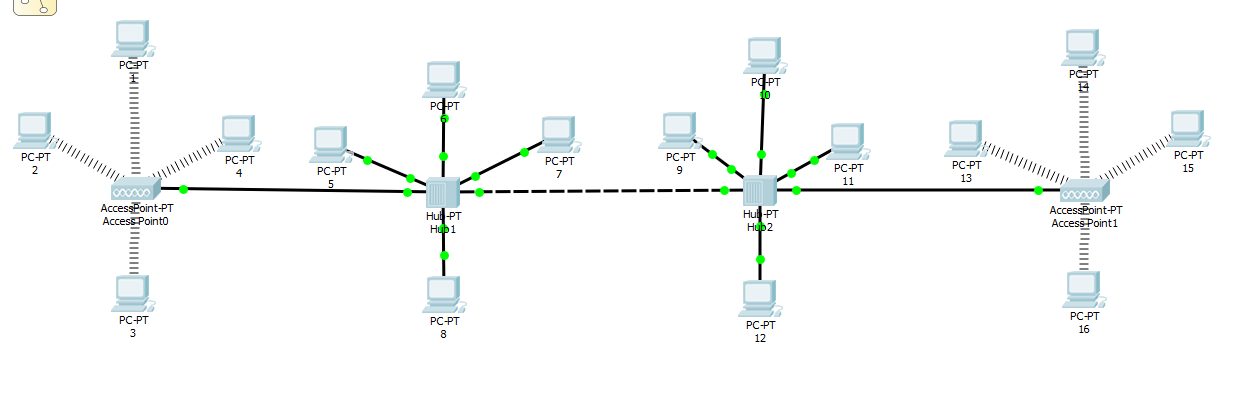 PC-PT
1
PC-PT
2
PC-PT
4
AccessPoint-PT
Access Point0
PC-PT
3
PC-PT
5
PC-PT
6
PC-PT
7
Hub-PT
Hub1
PC-PT
8
PC-PT
9
PC-PT
10
PC-PT
11
Hub-PT
Hub2
PC-PT
12
PC-PT
13
PC-PT
14
PC-PT
15
AccessPoint-PT
Access Point1
PC-PT
16